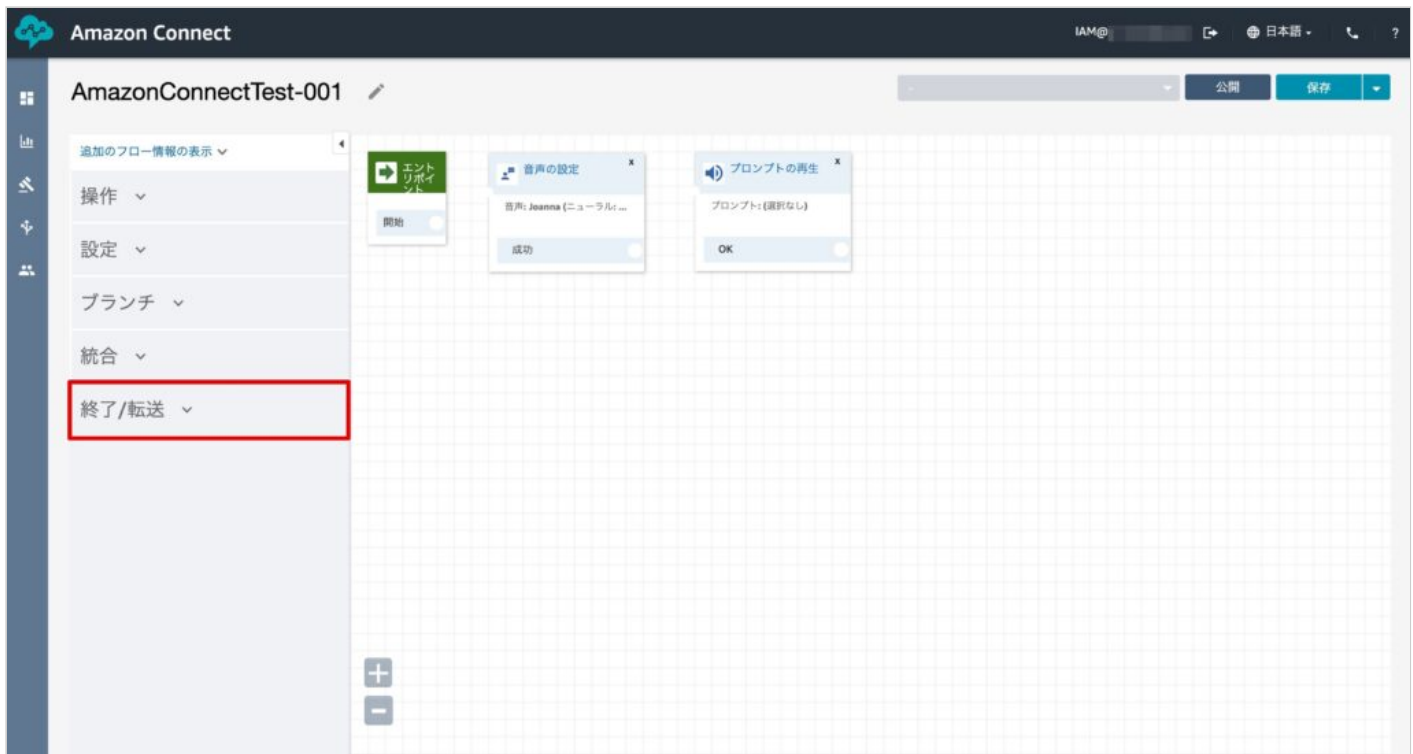 Amazon Connect
IAM@
日本語
?
AmazonConnectTest-001
公開
保存
追加のフロー情報の表示
操作
設定
ブランチ
統合
終了/転送
エント
リポイ
ント
開始
音声の設定
x
音声: Joanna (ニューラル: ...
成功
プロンプトの再生
x
プロンプト: (選択なし)
OK